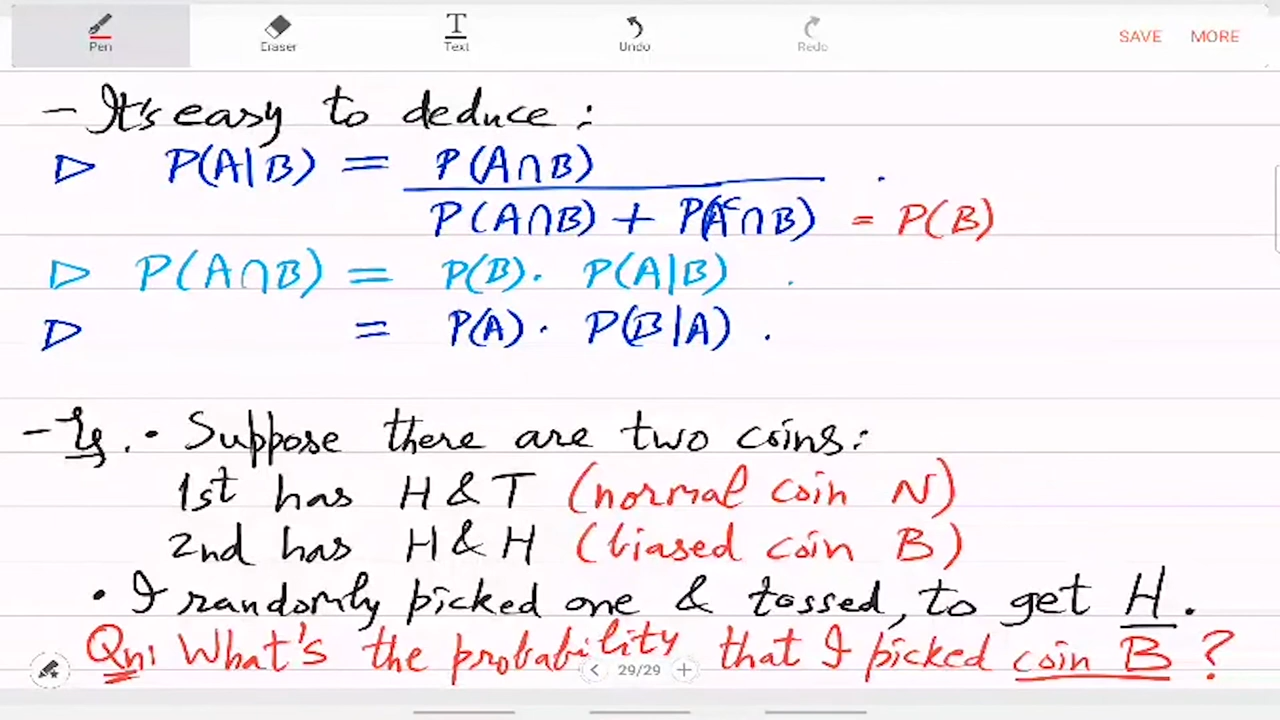 Pen Eraser Text Undo Redo SAVE MORE
- It's easy to deduce :
▷ P(A|B) = P(A∩B) / P(A∩B) + P(Aᶜ∩B) = P(B)
▷ P(A∩B) = P(B). P(A|B)
▷ = P(A). P(B|A).
- Eg. • Suppose there are two coins:
1st has H & T (normal coin N)
2nd has H & H (biased coin B)
• I randomly picked one & tossed, to get H.
Qn: What's the probability that I picked coin B ?
29/29